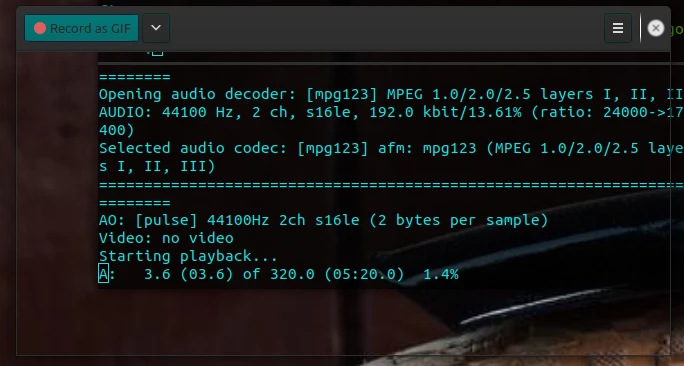 Record as GIF
========
Opening audio decoder: [mpg123] MPEG 1.0/2.0/2.5 layers I, II, II
AUDIO: 44100 Hz, 2 ch, s16le, 192.0 kbit/13.61% (ratio: 24000->17
400)
Selected audio codec: [mpg123] afm: mpg123 (MPEG 1.0/2.0/2.5 laye
s I, II, III)
=================================================================
========
AO: [pulse] 44100Hz 2ch s16le (2 bytes per sample)
Video: no video
Starting playback...
A:   3.6 (03.6) of 320.0 (05:20.0)  1.4%